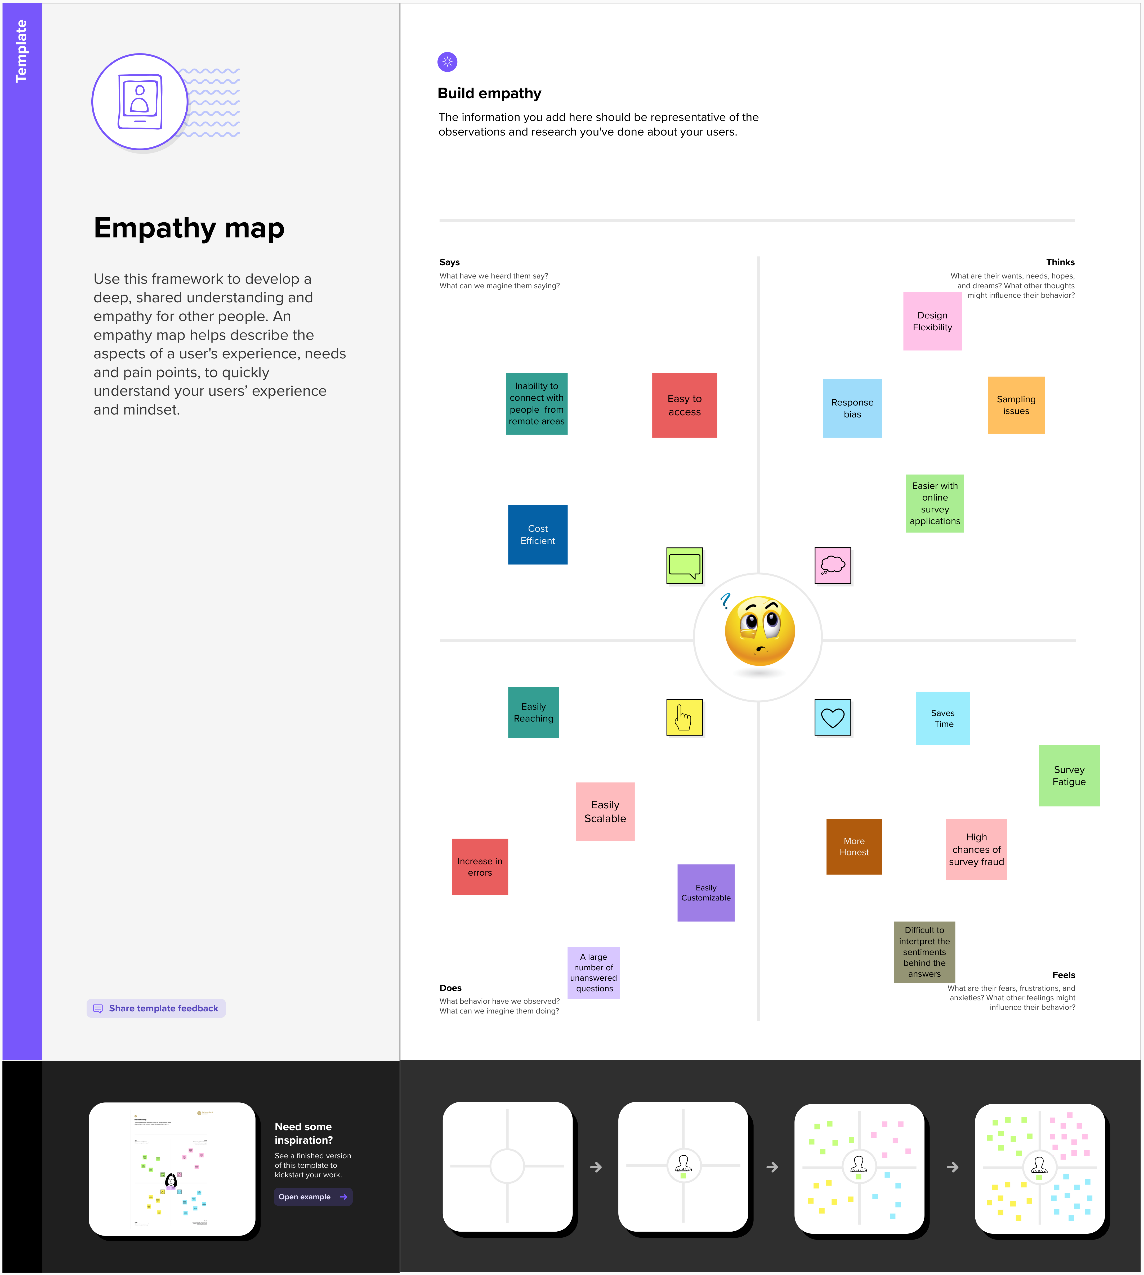 Template
Empathy map
Use this framework to develop a
deep, shared understanding and
empathy for other people. An
empathy map helps describe the
aspects of a user's experience, needs
and pain points, to quickly
understand your users' experience
and mindset.
Share template feedback
Build empathy
The information you add here should be representative of the
observations and research you've done about your users.
Says
What have we heard them say?
What can we magine them saying?
Thinks
What are their wants, needs, hopes,
and dreams? What other thoughts
might influence their behavior?
Design
Flexibility
Inability to
connect with
people from
remote areas
Easy to
access
Response
bias
Sampling
issues
Easier with
online
survey
applications
Cost
Efficient
?
Easily
Reaching
Saves
Time
Survey
Fatigue
Easily
Scalable
More
Honest
High
chances of
survey fraud
Increase in
errors
Easily
Customizable
Difficult to
intertpret the
sentiments
behind the
answers
A large
number of
unanswered
questions
Does
What behavior have we observed?
What can we imagine them doing?
Feels
What are their fears, frustrations, and
anxieties? What other feelings might
influence their behavior?
Need some
inspiration?
See a finished version
of this template to
kickstart your work.
Open example